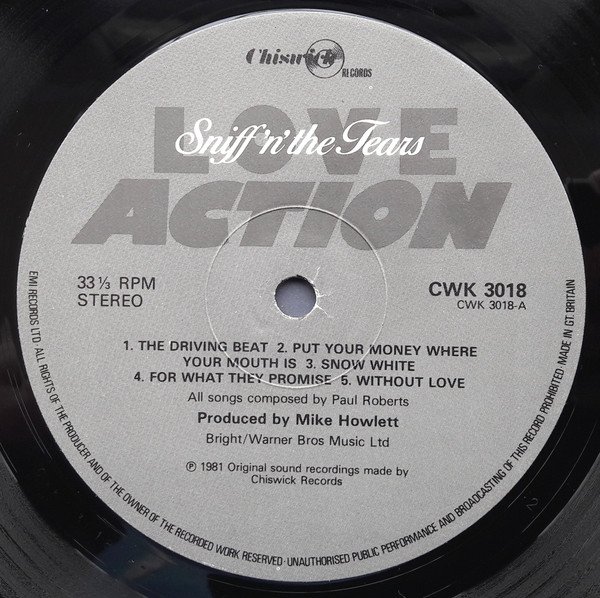 Chiswick
RECORDS
LOVE
Sniff 'n' the Tears
ACTION
33 ⅓ RPM
STEREO
CWK 3018
CWK 3018-A
1. THE DRIVING BEAT 2. PUT YOUR MONEY WHERE
YOUR MOUTH IS 3. SNOW WHITE
4. FOR WHAT THEY PROMISE 5. WITHOUT LOVE
All songs composed by Paul Roberts
Produced by Mike Howlett
Bright/Warner Bros Music Ltd
℗ 1981 Original sound recordings made by
Chiswick Records
EMI RECORDS LTD · ALL RIGHTS OF THE PRODUCER AND OF THE OWNER OF THE RECORDED WORK RESERVED · UNAUTHORISED PUBLIC PERFORMANCE AND BROADCASTING OF THIS RECORD PROHIBITED · MADE IN GT. BRITAIN
2